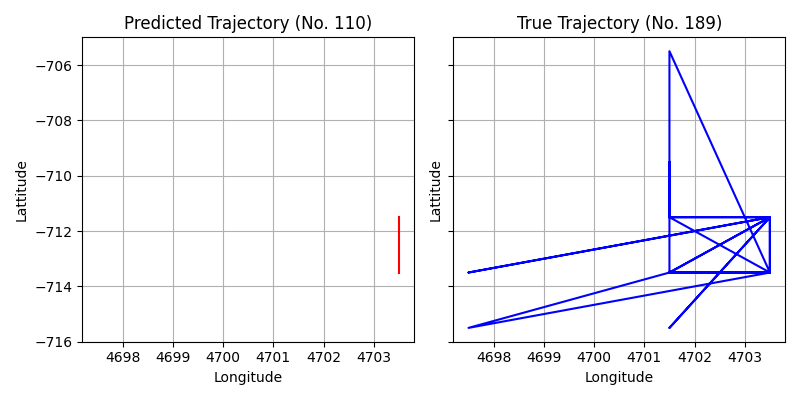 Predicted Trajectory (No. 110)
−706
−708
−710
−712
−714
−716
Lattitude
4698 4699 4700 4701 4702 4703
Longitude
True Trajectory (No. 189)
Lattitude
4698 4699 4700 4701 4702 4703
Longitude